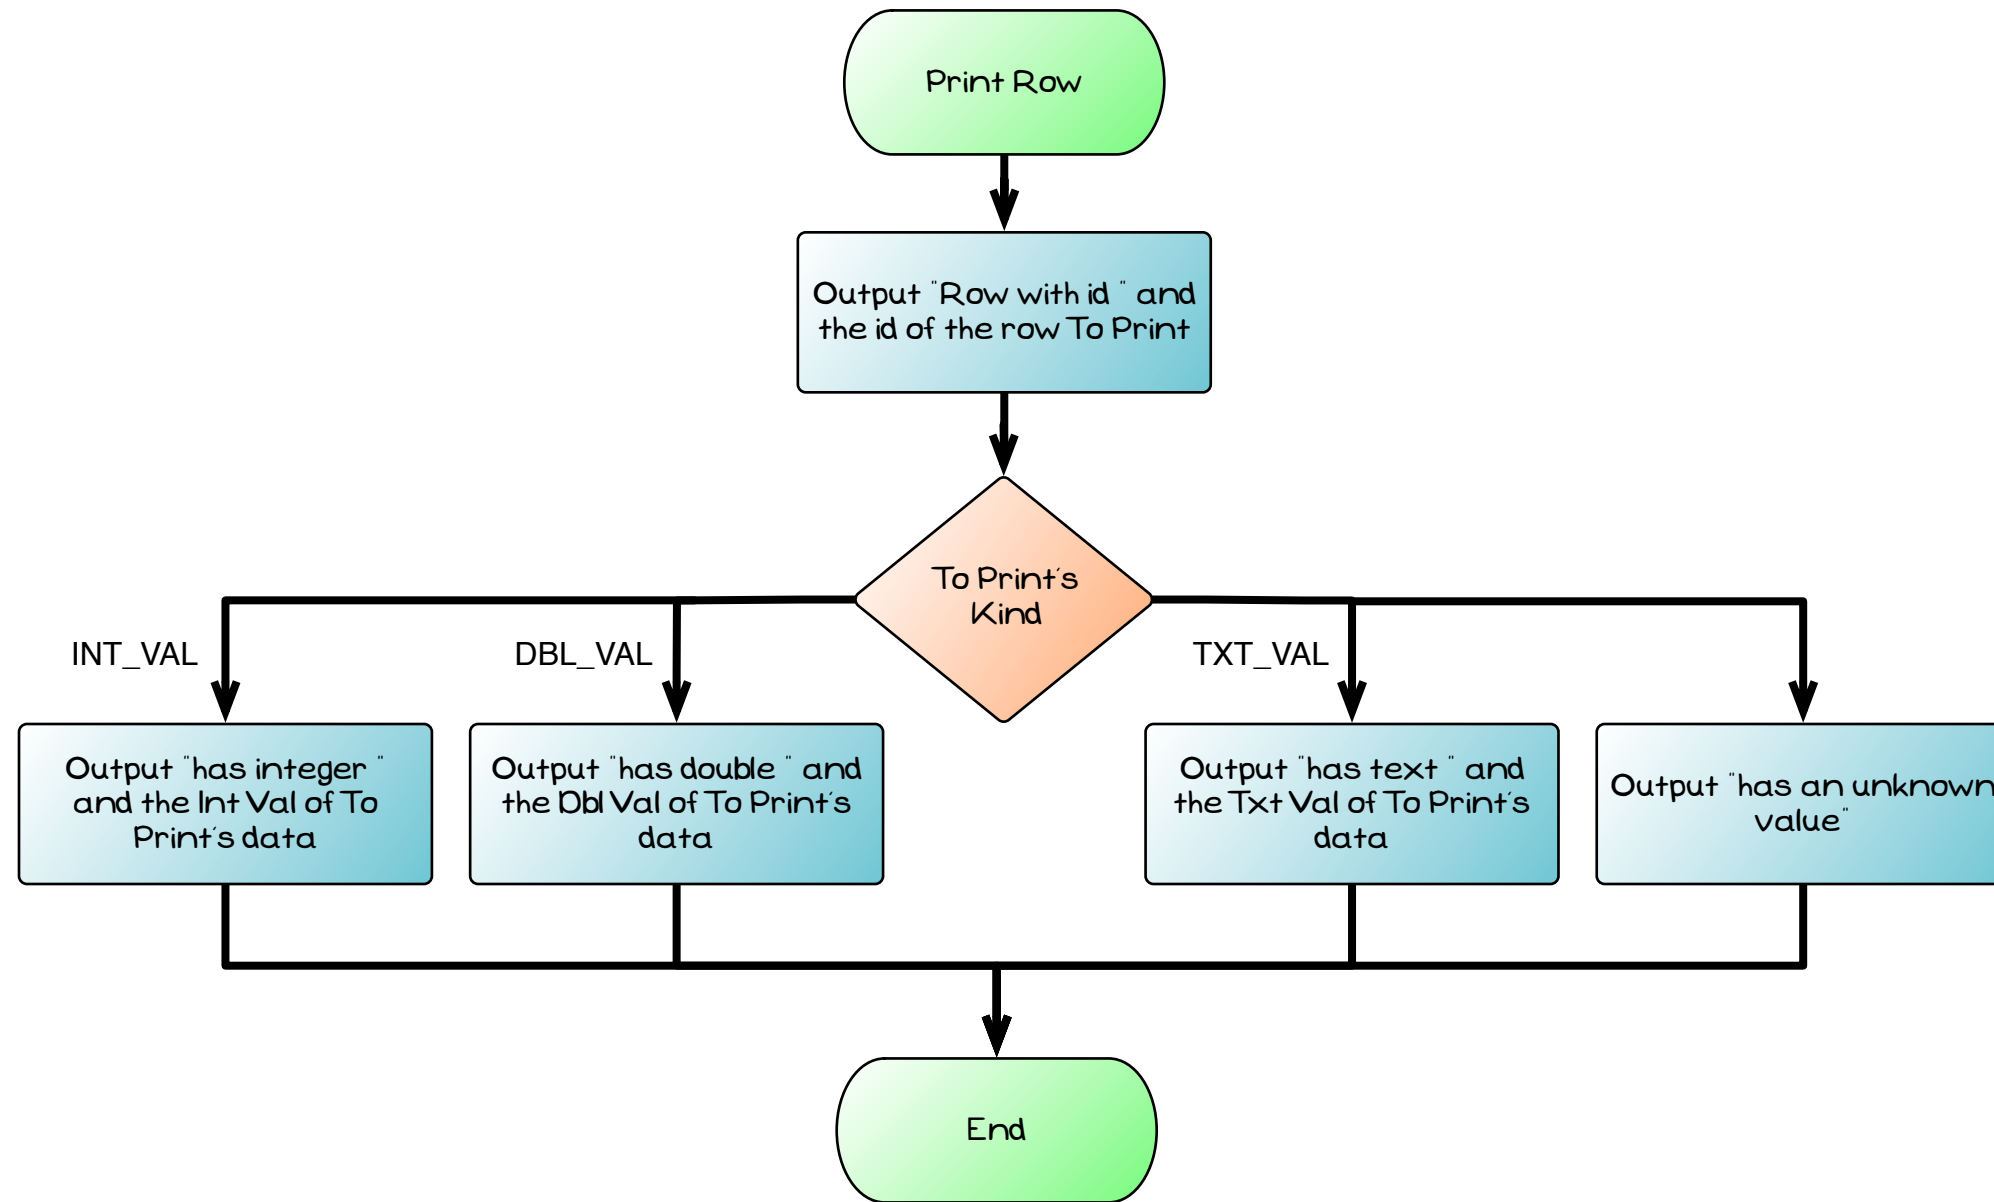 Print Row
Output "Row with id " and
the id of the row To Print
To Print's
Kind
INT_VAL
DBL_VAL
TXT_VAL
Output "has integer "
and the Int Val of To
Print's data
Output "has double " and
the Dbl Val of To Print's
data
Output "has text " and
the Txt Val of To Print's
data
Output "has an unknown
value"
End